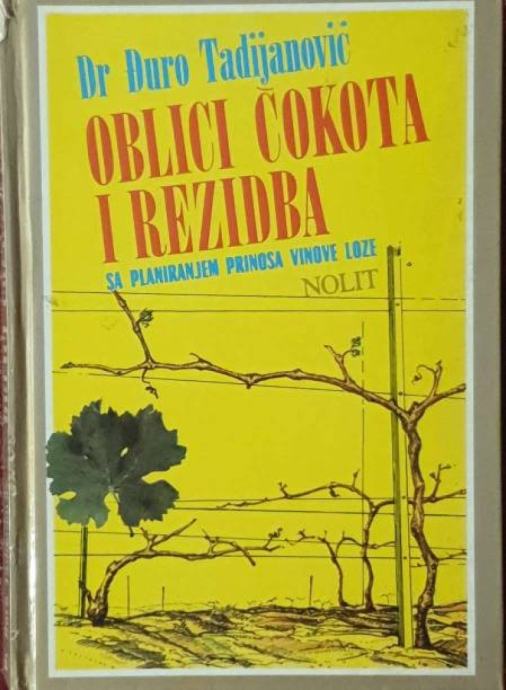 Dr Đuro Tadijanović
OBLICI ČOKOTA
I REZIDBA
SA PLANIRANJEM PRINOSA VINOVE LOZE
NOLIT